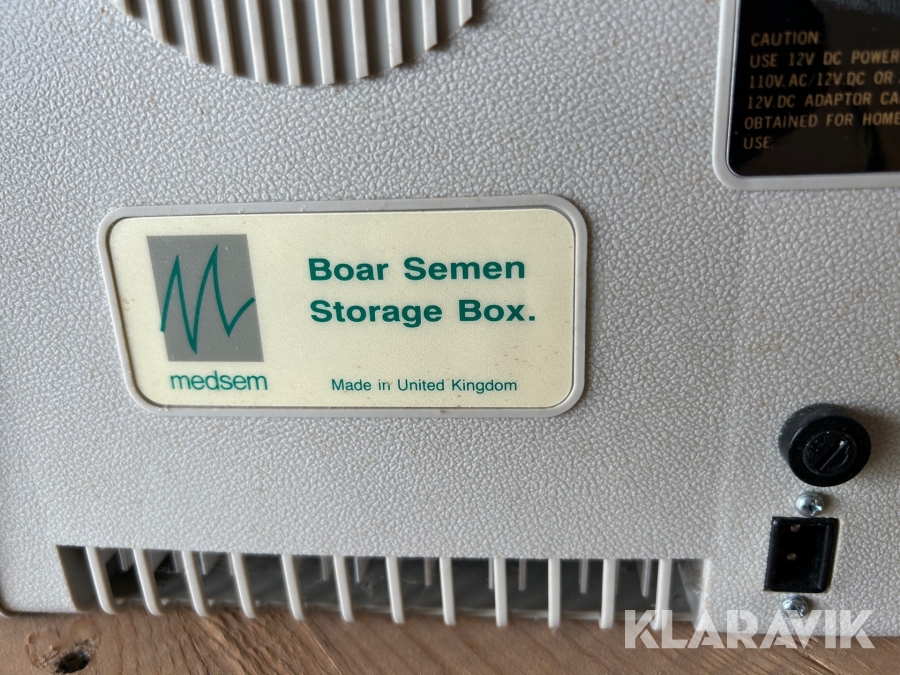 CAUTION
USE 12V DC POWER
110V.AC/12V.DC OR
12V.DC ADAPTOR CA
OBTAINED FOR HOME
USE.
Boar Semen
Storage Box.
medsem
Made in United Kingdom
KLARAVIK